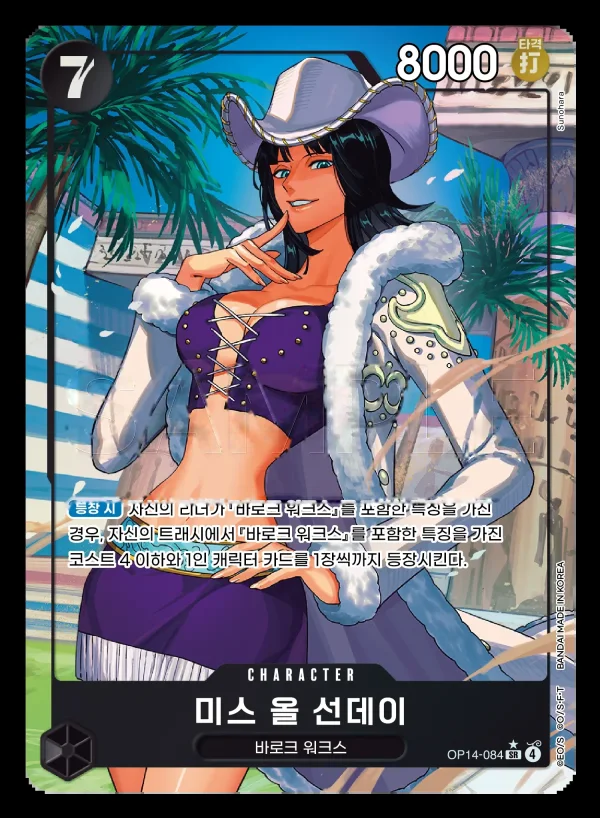 7
8000
타격
打
Sunohara
SAMPLE
등장 시 자신의 리더가 『바로크 워크스』를 포함한 특징을 가진
경우, 자신의 트래시에서 『바로크 워크스』를 포함한 특징을 가진
코스트 4 이하와 1인 캐릭터 카드를 1장씩까지 등장시킨다.
CHARACTER
미스 올 선데이
바로크 워크스
OP14-084 SR 4
©EO/S ©O/S·F·T BANDAI MADE IN KOREA